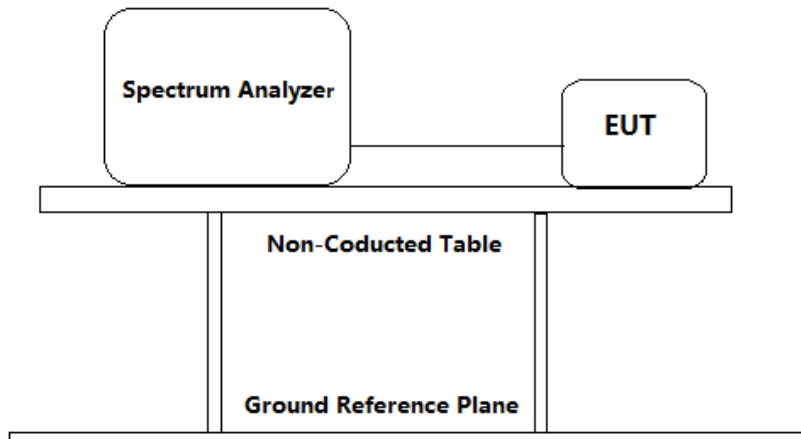 Spectrum Analyzer
EUT
Non-Coducted Table
Ground Reference Plane